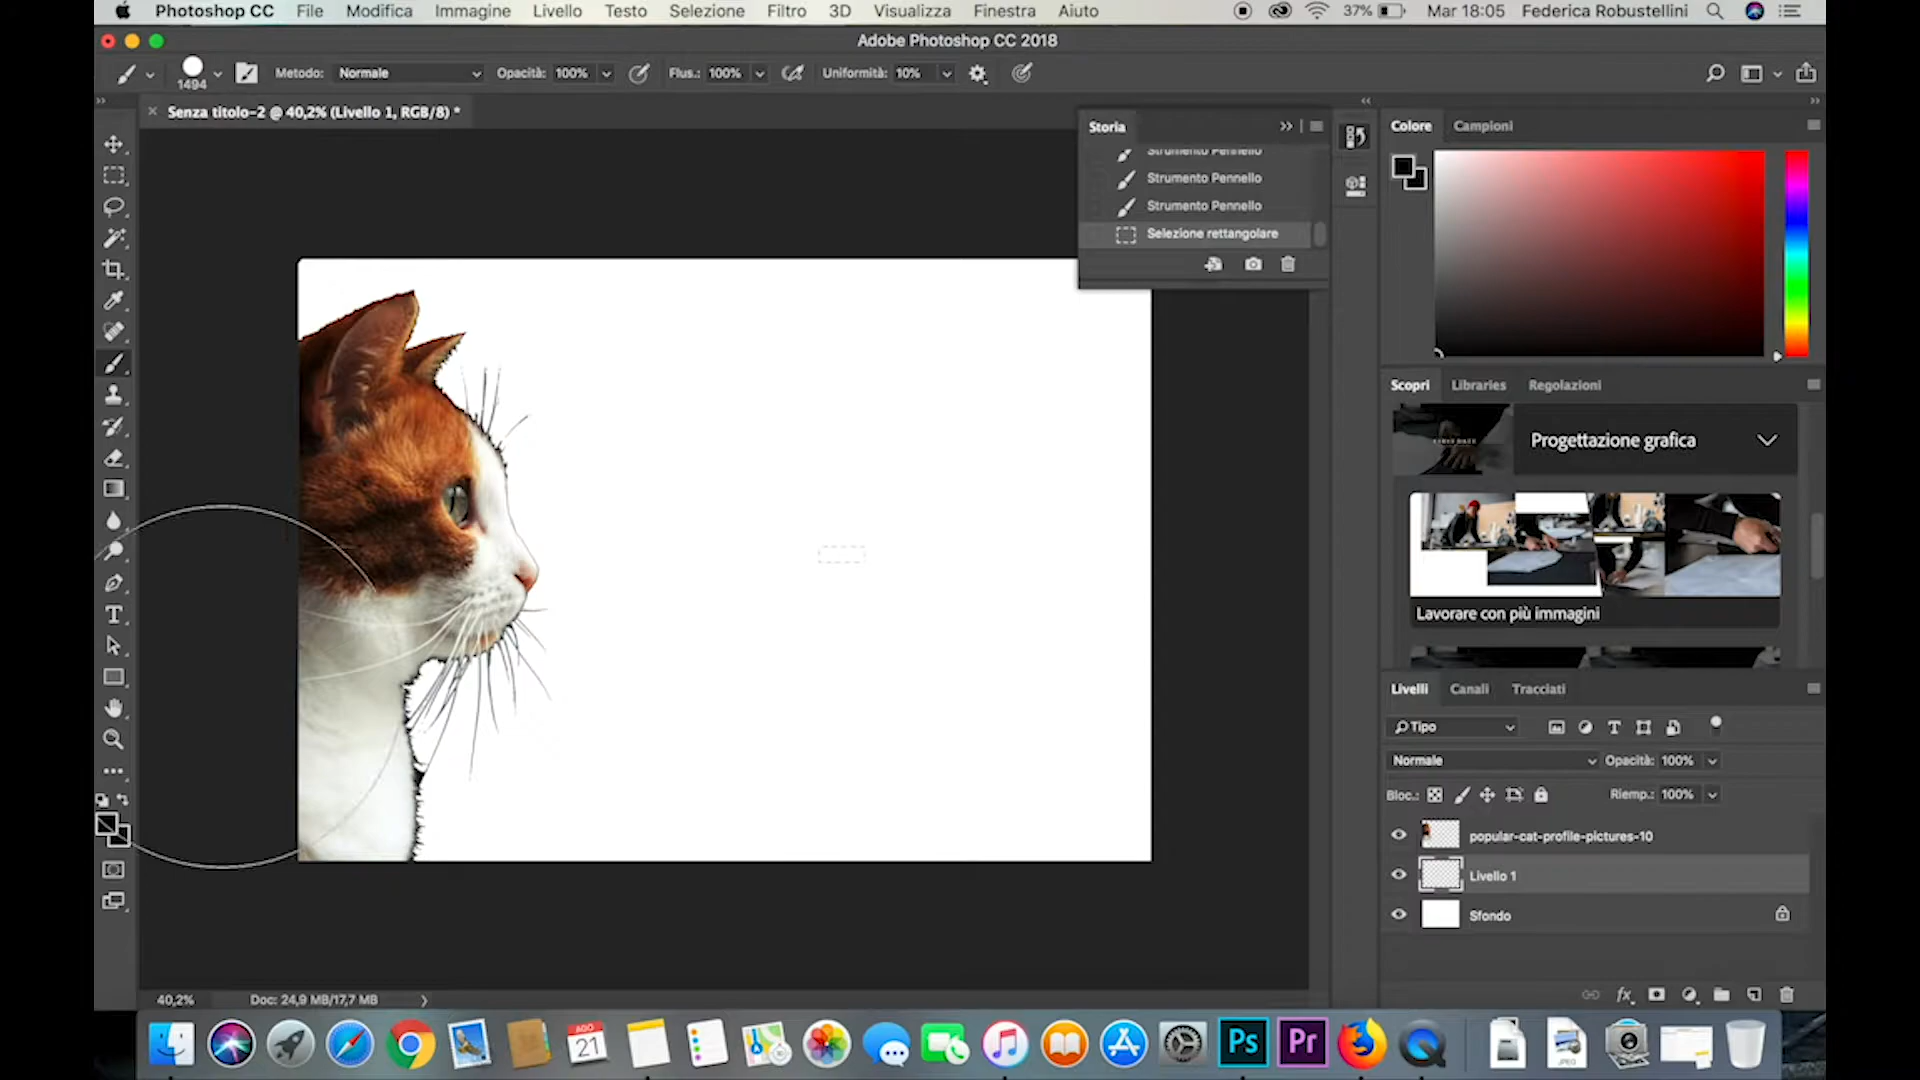 Photoshop CC File Modifica Immagine Livello Testo Selezione Filtro 3D Visualizza Finestra Aiuto 37% Mar 18:05 Federica Robustellini
Adobe Photoshop CC 2018
1494 Metodo: Normale Opacità: 100% Flus.: 100% Uniformità: 10%
Senza titolo-2 @ 40,2% (Livello 1, RGB/8) *
Storia
Strumento Pennello
Strumento Pennello
Strumento Pennello
Selezione rettangolare
Colore Campioni
Scopri Libraries Regolazioni
Progettazione grafica
Lavorare con più immagini
Livelli Canali Tracciati
Tipo
Normale Opacità: 100%
Bloc.: Riemp.: 100%
popular-cat-profile-pictures-10
Livello 1
Sfondo
fx
40,2% Doc: 24,9 MB/17,7 MB
AGO
21
Ps Pr
JPEG